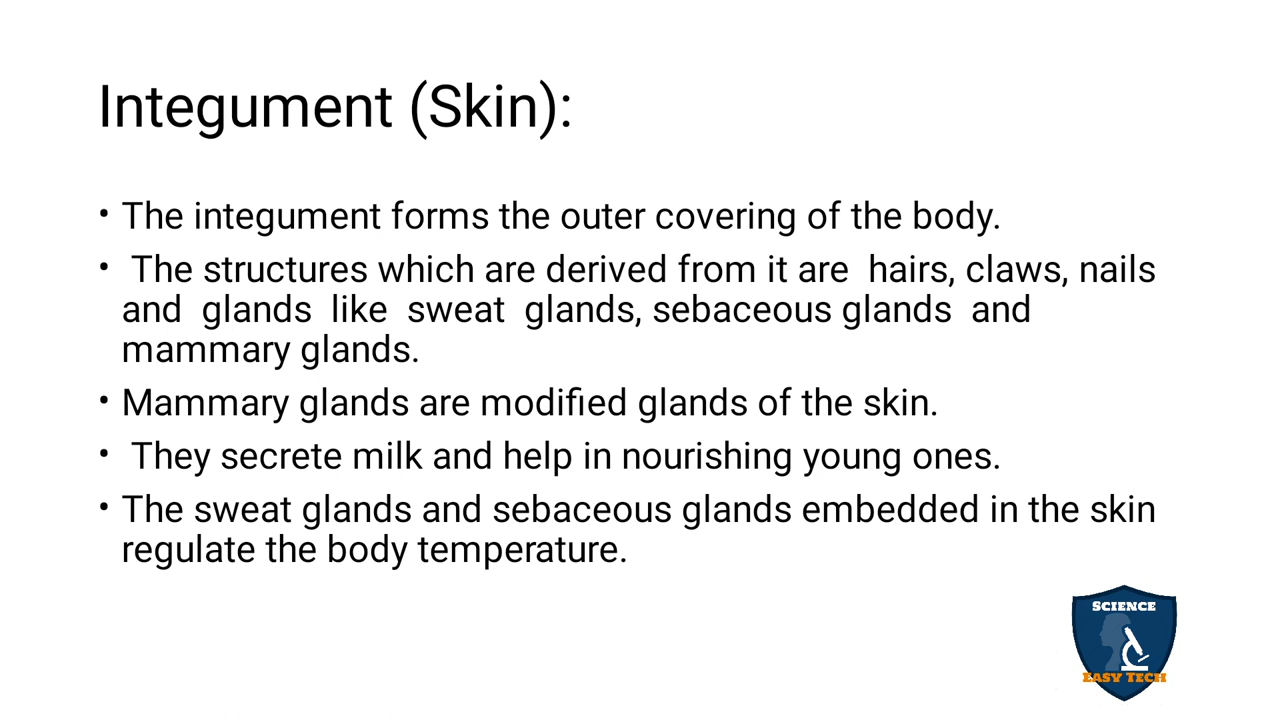 Integument (Skin):
• The integument forms the outer covering of the body.
•  The structures which are derived from it are  hairs, claws, nails
and  glands  like  sweat  glands, sebaceous glands  and
mammary glands.
• Mammary glands are modified glands of the skin.
•  They secrete milk and help in nourishing young ones.
• The sweat glands and sebaceous glands embedded in the skin
regulate the body temperature.
SCIENCE
EASY TECH